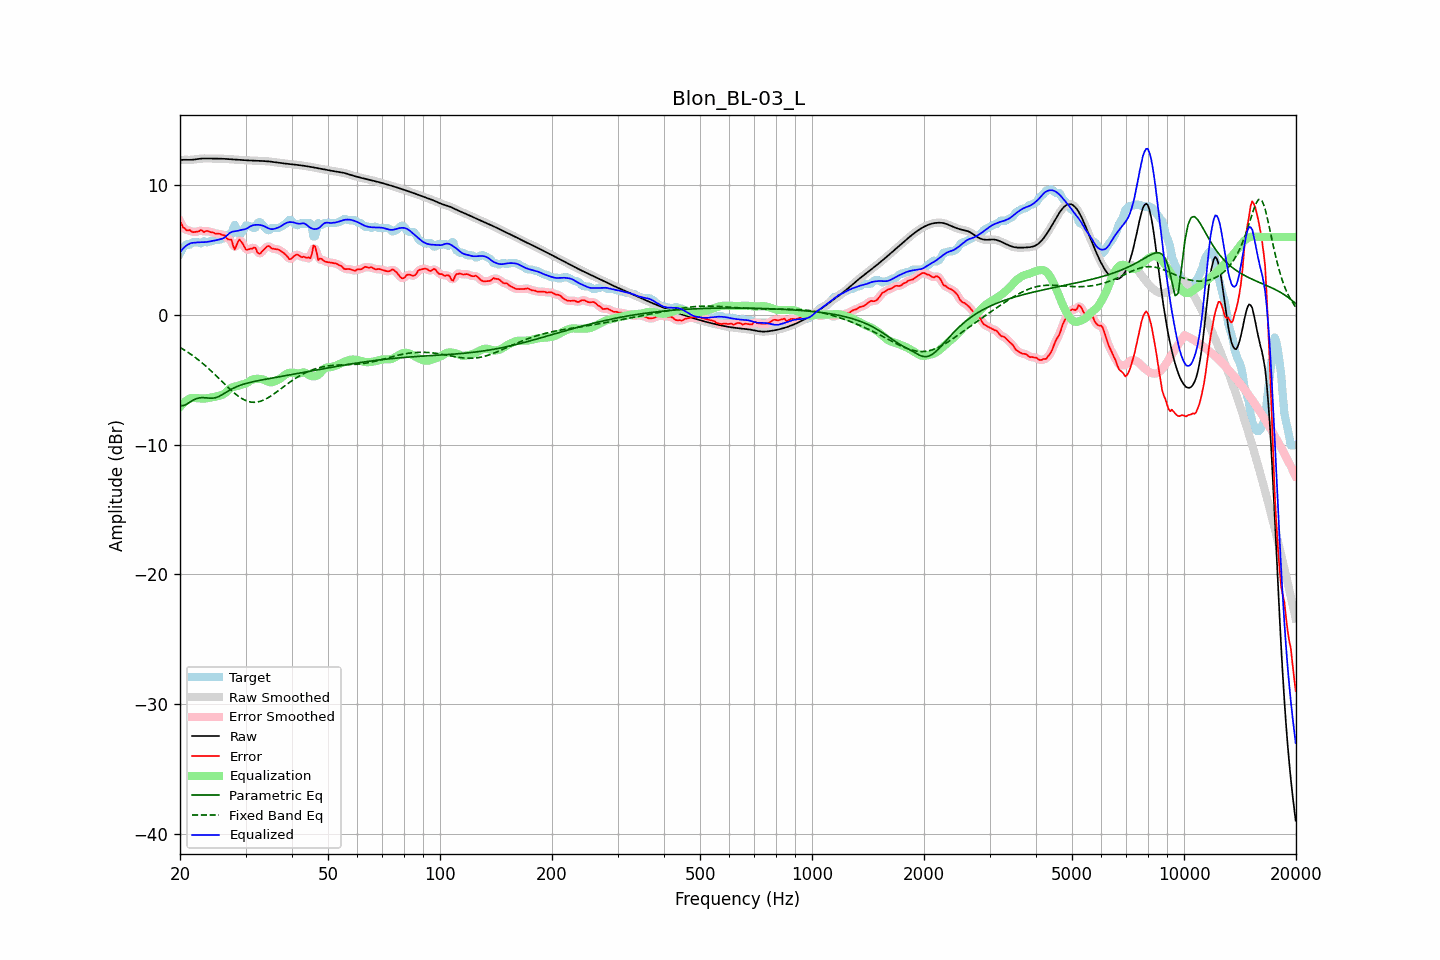 Blon_BL-03_L
Amplitude (dBr)
10
0
−10
−20
−30
−40
Target
Raw Smoothed
Error Smoothed
Raw
Error
Equalization
Parametric Eq
Fixed Band Eq
Equalized
20 50 100 200 500 1000 2000 5000 10000 20000
Frequency (Hz)